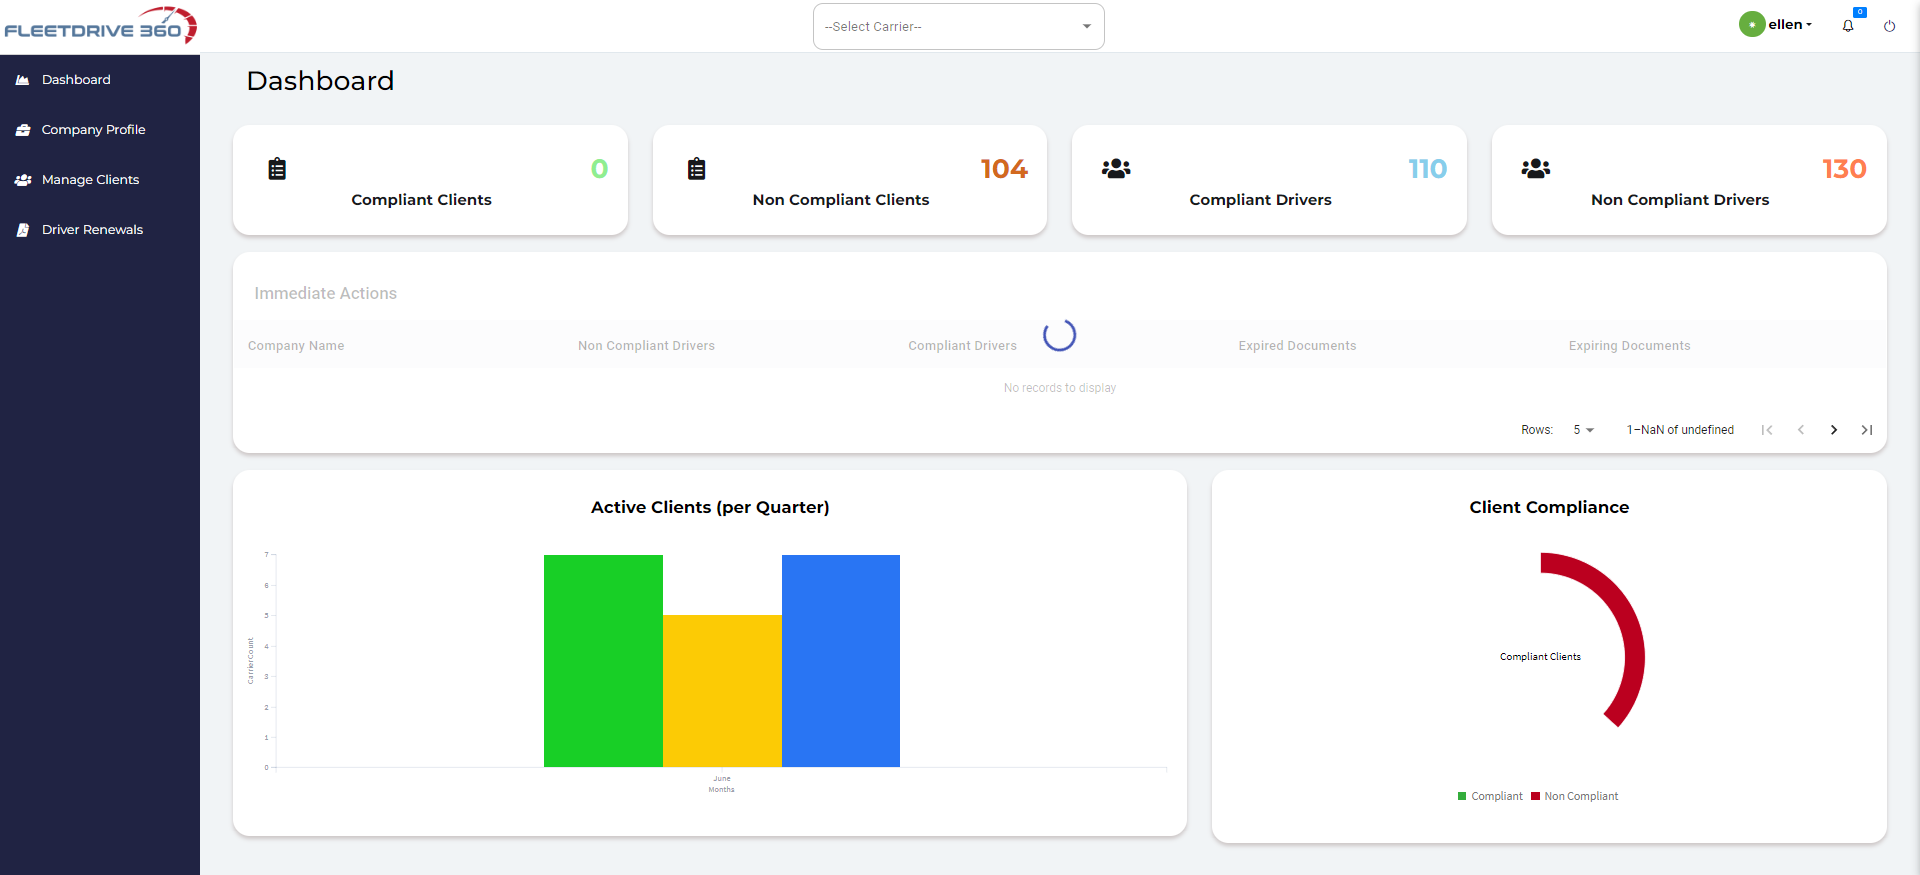 FLEETDRIVE 360
--Select Carrier--
ellen
0
Dashboard
Company Profile
Manage Clients
Driver Renewals
Dashboard
0
Compliant Clients
104
Non Compliant Clients
110
Compliant Drivers
130
Non Compliant Drivers
Immediate Actions
Company Name Non Compliant Drivers Compliant Drivers Expired Documents Expiring Documents
No records to display
Rows: 5 1–NaN of undefined
Active Clients (per Quarter)
7
6
5
4
3
2
1
0
CarrierCount
June
Months
Client Compliance
Compliant Clients
Compliant Non Compliant